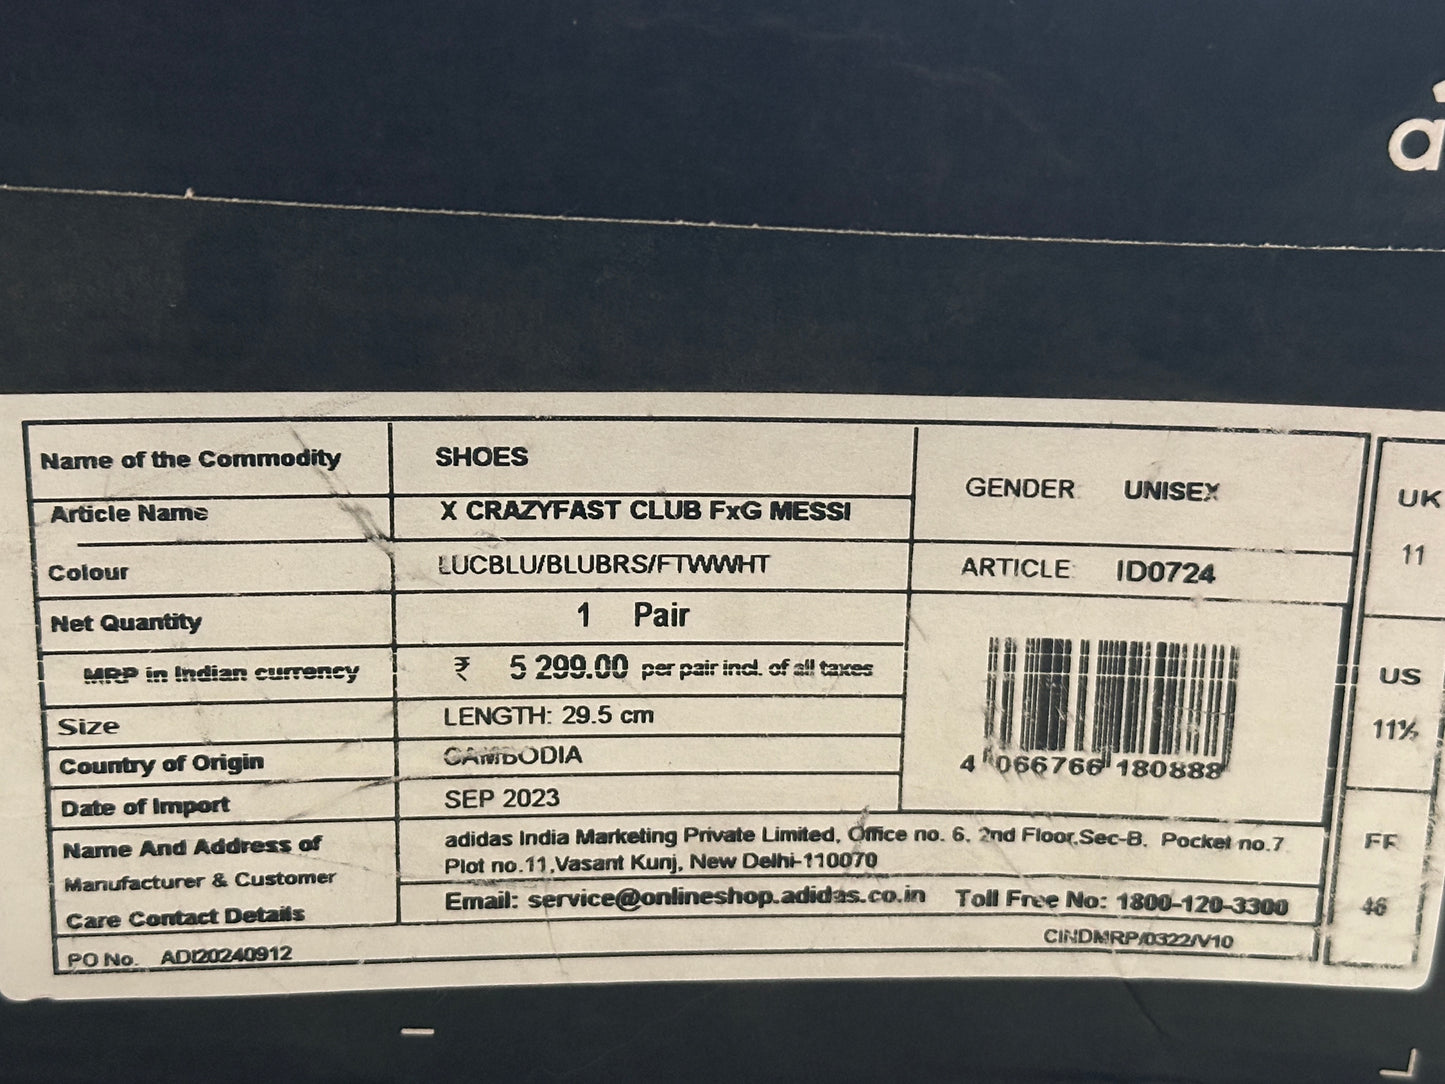 a
Name of the Commodity SHOES
Article Name X CRAZYFAST CLUB FxG MESSI
Colour LUCBLU/BLUBRS/FTWWHT
Net Quantity 1 Pair
MRP in Indian currency ₹ 5 299.00 per pair incl. of all taxes
Size LENGTH: 29.5 cm
Country of Origin CAMBODIA
Date of Import SEP 2023
Name And Address of
Manufacturer & Customer
Care Contact Details
adidas India Marketing Private Limited, Office no. 6. 2nd Floor,Sec-B. Pocket no.7
Plot no.11,Vasant Kunj, New Delhi-110070
Email: service@onlineshop.adidas.co.in Toll Free No: 1800-120-3300
PO No. ADI20240912
CINDMRP/0322/V10
GENDER: UNISEX
ARTICLE: ID0724
4 066766 180888
UK
11
US
11½
FR
46